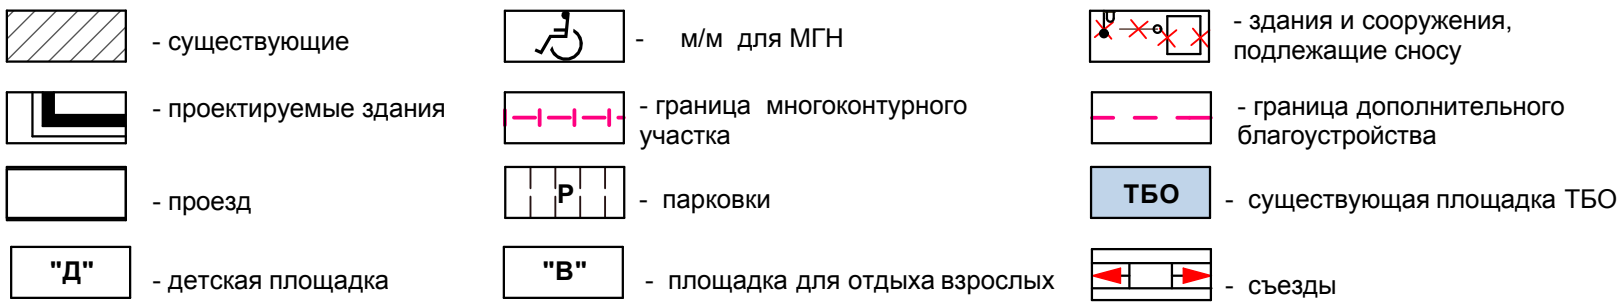 - существующие
- м/м для МГН
- здания и сооружения,
подлежащие сносу
- проектируемые здания
- граница многоконтурного
участка
- граница дополнительного
благоустройства
- проезд
Р
- парковки
ТБО
- существующая площадка ТБО
"Д"
- детская площадка
"В"
- площадка для отдыха взрослых
- съезды